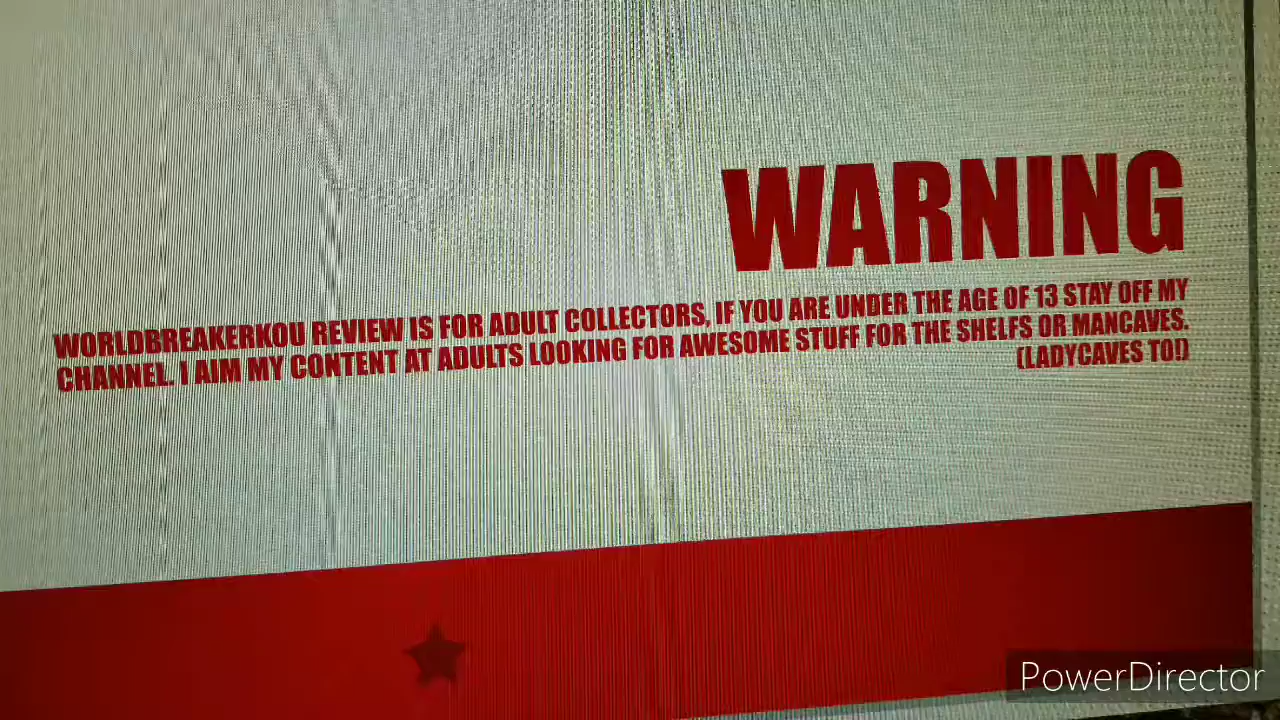 WARNING
WORLDBREAKERKOU REVIEW IS FOR ADULT COLLECTORS, IF YOU ARE UNDER THE AGE OF 13 STAY OFF MY
CHANNEL. I AIM MY CONTENT AT ADULTS LOOKING FOR AWESOME STUFF FOR THE SHELFS OR MANCAVES.
(LADYCAVES TO!)
PowerDirector